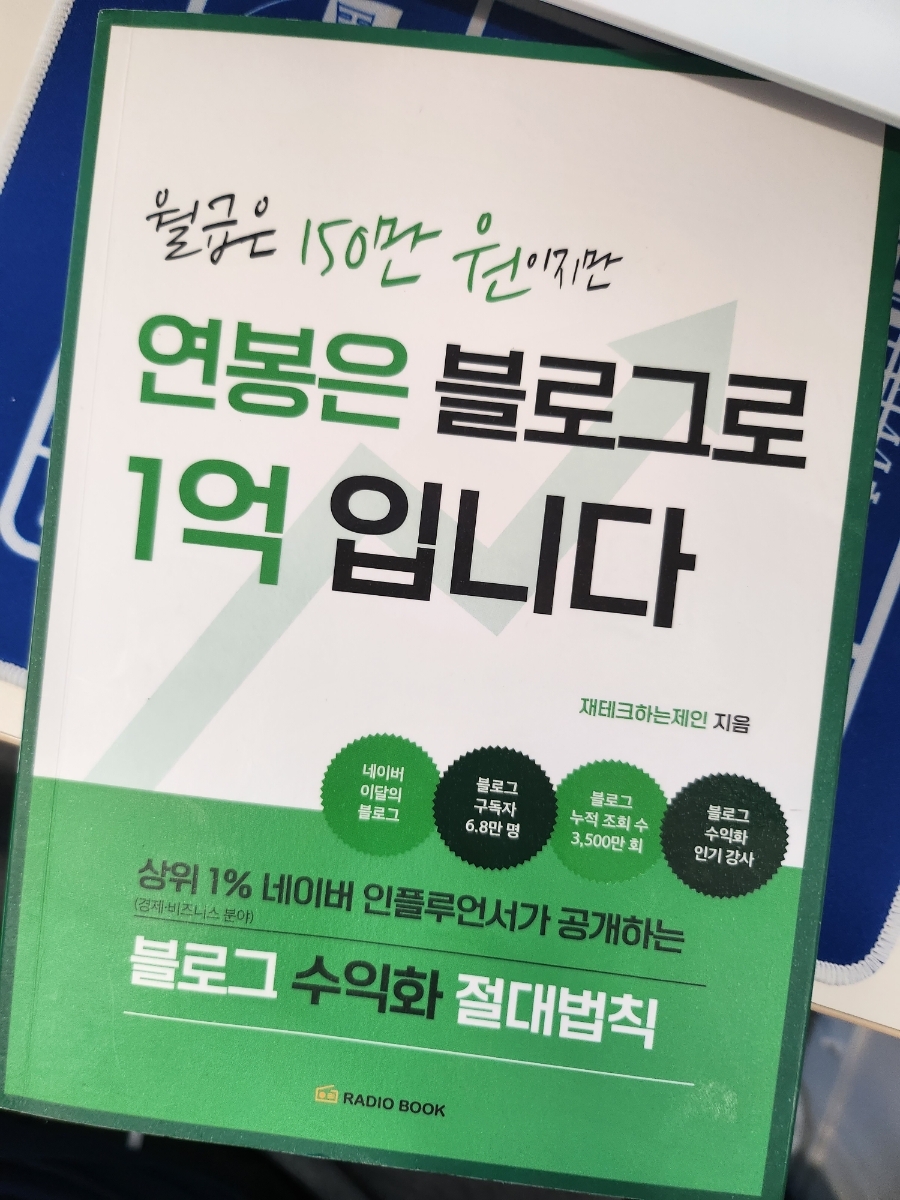 월급은 150만 원이지만
연봉은 블로그로
1억 입니다
재테크하는제인 지음
네이버
이달의
블로그
블로그
구독자
6.8만 명
블로그
누적 조회 수
3,500만 회
블로그
수익화
인기 강사
상위 1% 네이버 인플루언서가 공개하는
(경제·비즈니스 분야)
블로그 수익화 절대법칙
RADIO BOOK